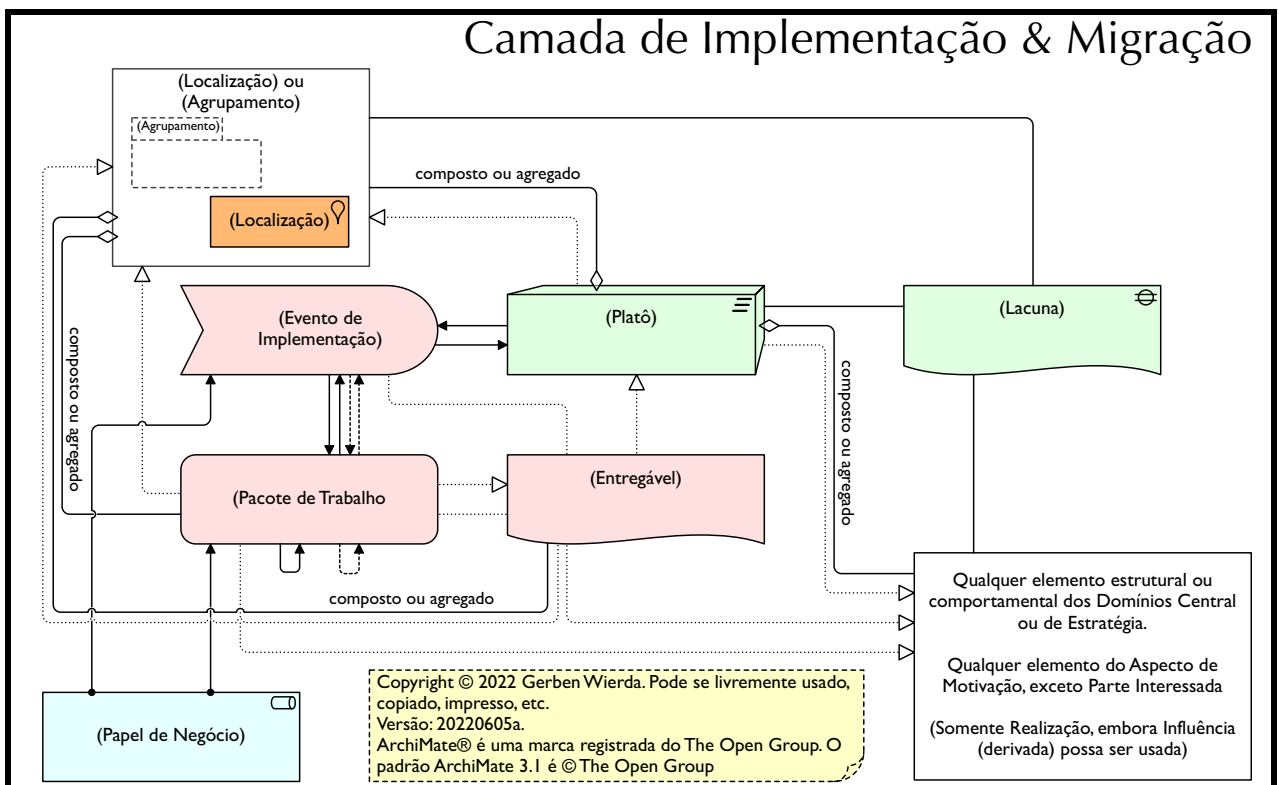 Camada de Implementação & Migração
(Localização) ou
(Agrupamento)
(Agrupamento)
(Localização)
composto ou agregado
(Evento de
Implementação)
(Platô)
(Lacuna)
composto ou agregado
composto ou agregado
(Pacote de Trabalho
(Entregável)
composto ou agregado
Qualquer elemento estrutural ou
comportamental dos Domínios Central
ou de Estratégia.
Qualquer elemento do Aspecto de
Motivação, exceto Parte Interessada
(Somente Realização, embora Influência
(derivada) possa ser usada)
(Papel de Negócio)
Copyright © 2022 Gerben Wierda. Pode se livremente usado,
copiado, impresso, etc.
Versão: 20220605a.
ArchiMate® é uma marca registrada do The Open Group. O
padrão ArchiMate 3.1 é © The Open Group